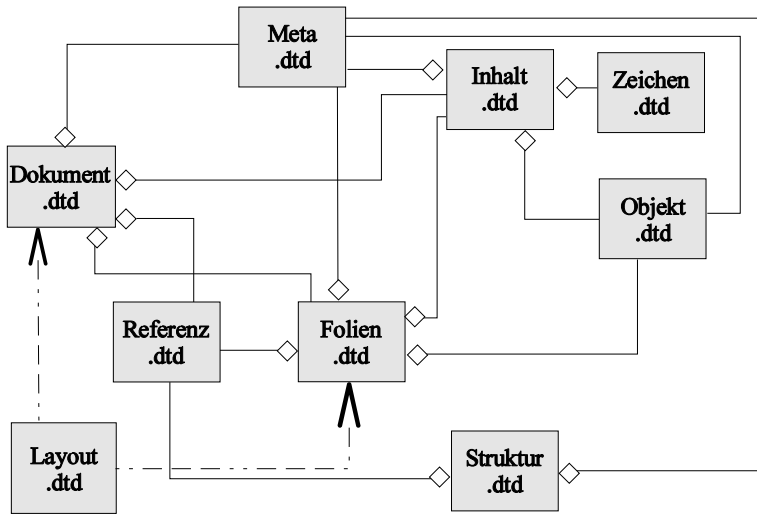 Meta
.dtd
Inhalt
.dtd
Zeichen
.dtd
Dokument
.dtd
Objekt
.dtd
Referenz
.dtd
Folien
.dtd
Layout
.dtd
Struktur
.dtd